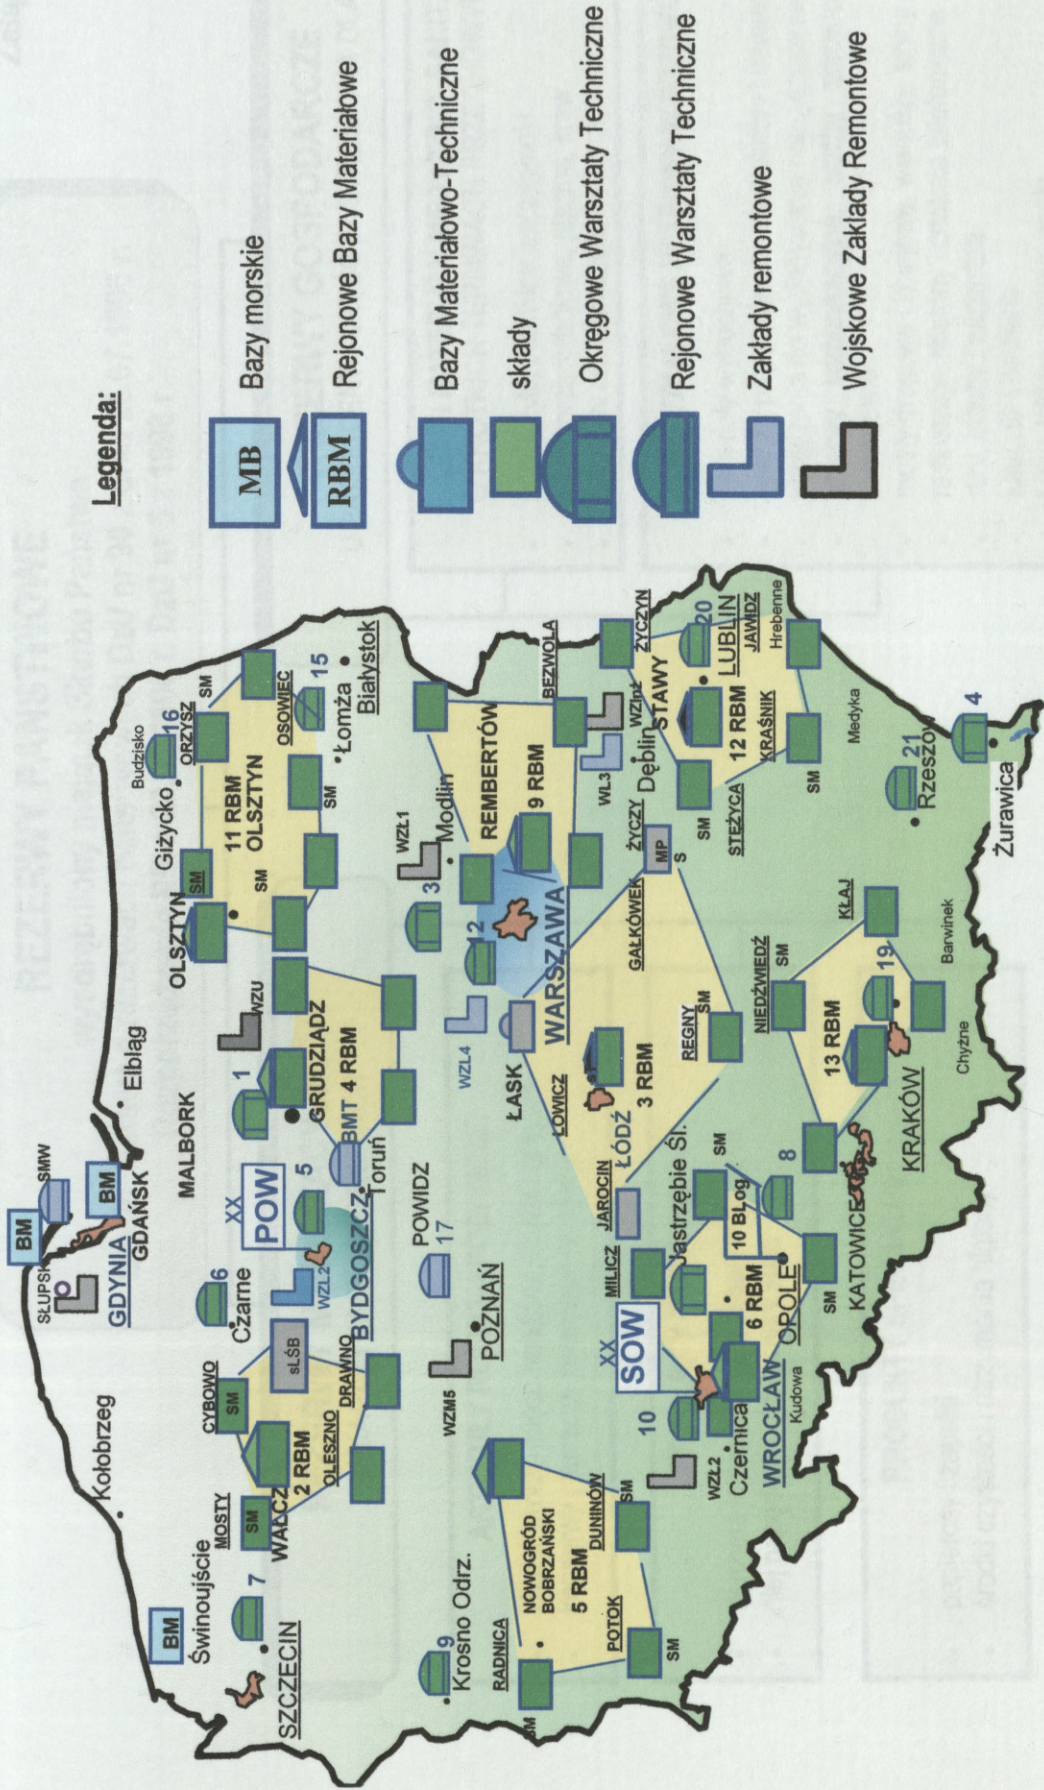 BM
SŁUPSK
SMW
BM
GDYNIA
GDAŃSK
Elbląg
Kołobrzeg
MALBORK
BM
Świnoujście
7
SZCZECIN
MOSTY
SM
WAŁCZ
CYBOWO
SM
2 RBM
OLESZNO
DRAWNO
sLŚB
6
Czarne
XX
POW
5
WZL2
BYDGOSZCZ
BMT 4 RBM
Toruń
1
GRUDZIĄDZ
WZU
OLSZTYN
SM
SM
11 RBM
OLSZTYN
Giżycko
Budzisko
16
ORZYSZ
SM
OSOWIEC
15
SM
Łomża
Białystok
9
Krosno Odrz.
WZM5
POZNAŃ
POWIDZ
17
WZL4
12
3
WZŁ1
Modlin
REMBERTÓW
9 RBM
WARSZAWA
ŁASK
ŁOWICZ
BEZWOLA
WZInż
WL3
Dęblin
STAWY
ŻYCZYN
RADNICA
SM
NOWOGRÓD
BOBRZAŃSKI
5 RBM
DUNINÓW
SM
POTOK
SM
XX
SOW
10
WZŁ2
Czernica
WROCŁAW
Kudowa
MILICZ
Jastrzębie Śl.
6 RBM
10 BLog
SM
OPOLE
SM
8
KATOWICE
JAROCIN
ŁÓDŹ
3 RBM
REGNY
SM
GAŁKÓWEK
ŻYCZY
MP
S
SM
STĘŻYCA
12 RBM
KRAŚNIK
20
LUBLIN
JAWIDZ
Hrebenne
SM
Medyka
NIEDŹWIEDŹ
SM
KŁAJ
13 RBM
19
KRAKÓW
Chyżne
Barwinek
21
Rzeszów
4
Żurawica
Legenda:
MB
Bazy morskie
RBM
Rejonowe Bazy Materiałowe
Bazy Materiałowo-Techniczne
składy
Okręgowe Warsztaty Techniczne
Rejonowe Warsztaty Techniczne
Zakłady remontowe
Wojskowe Zaklady Remontowe